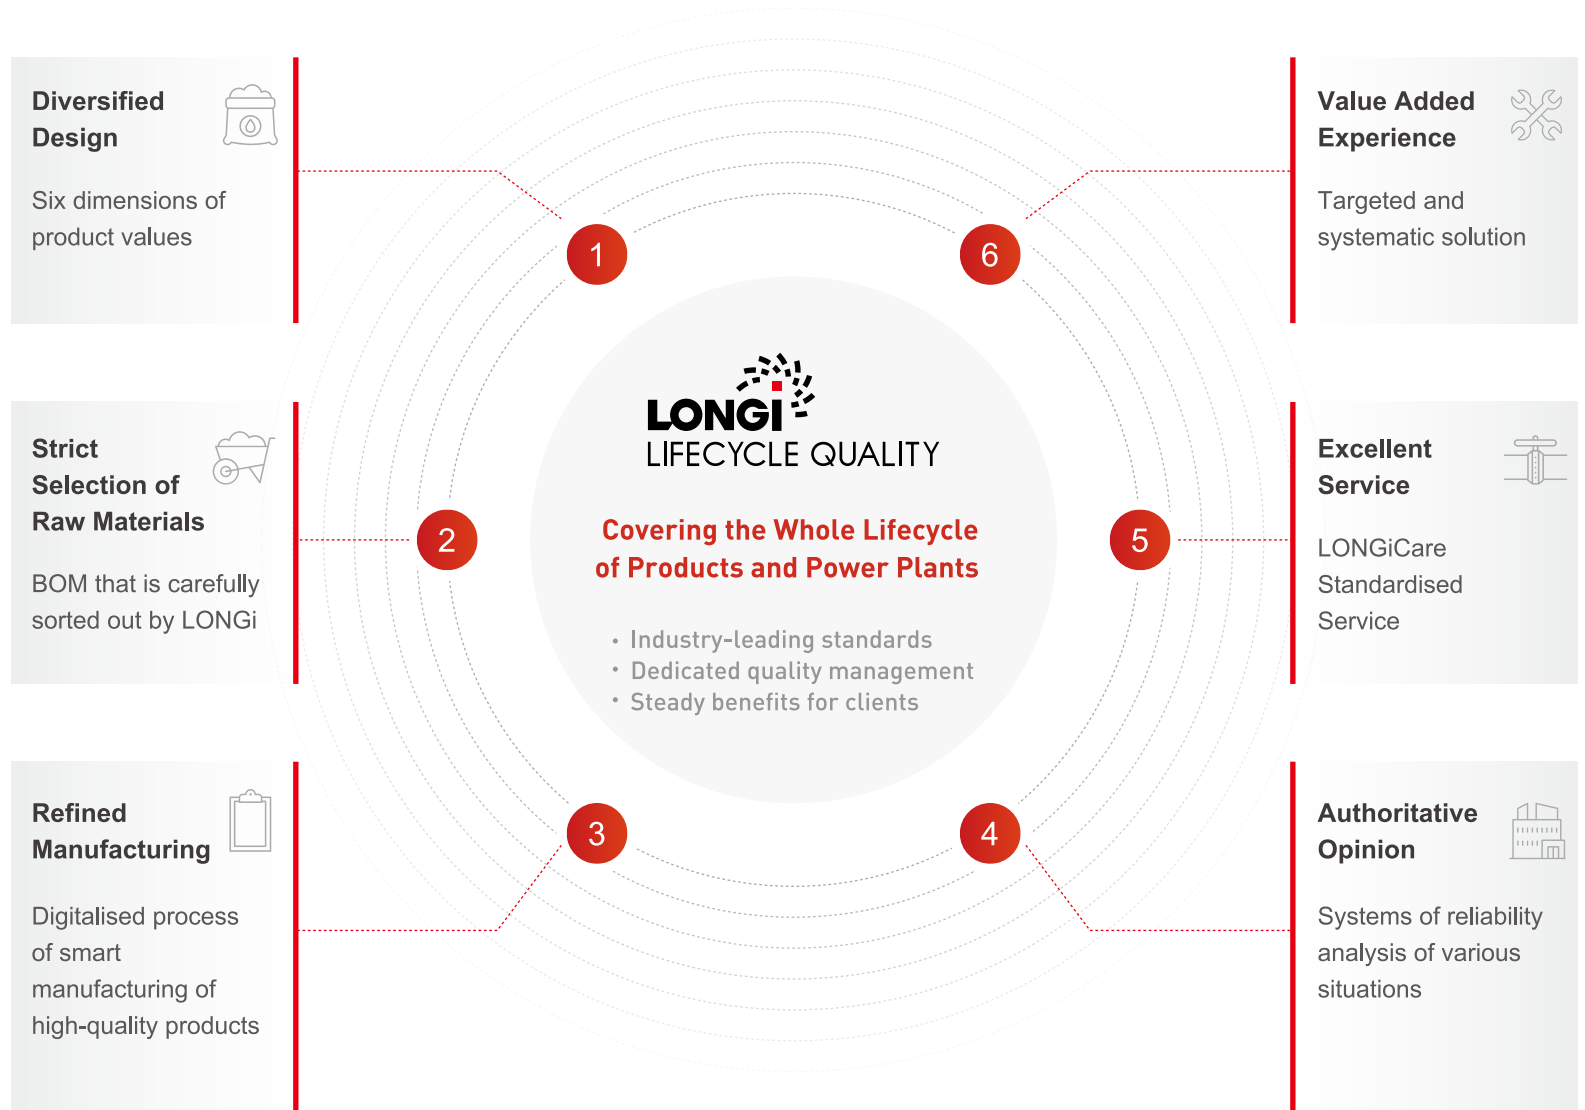 Diversified
Design
Six dimensions of
product values
1
Strict
Selection of
Raw Materials
BOM that is carefully
sorted out by LONGi
2
Refined
Manufacturing
Digitalised process
of smart
manufacturing of
high-quality products
3
LONGi
LIFECYCLE QUALITY
Covering the Whole Lifecycle
of Products and Power Plants
• Industry-leading standards
• Dedicated quality management
• Steady benefits for clients
4
Authoritative
Opinion
Systems of reliability
analysis of various
situations
5
Excellent
Service
LONGiCare
Standardised
Service
6
Value Added
Experience
Targeted and
systematic solution